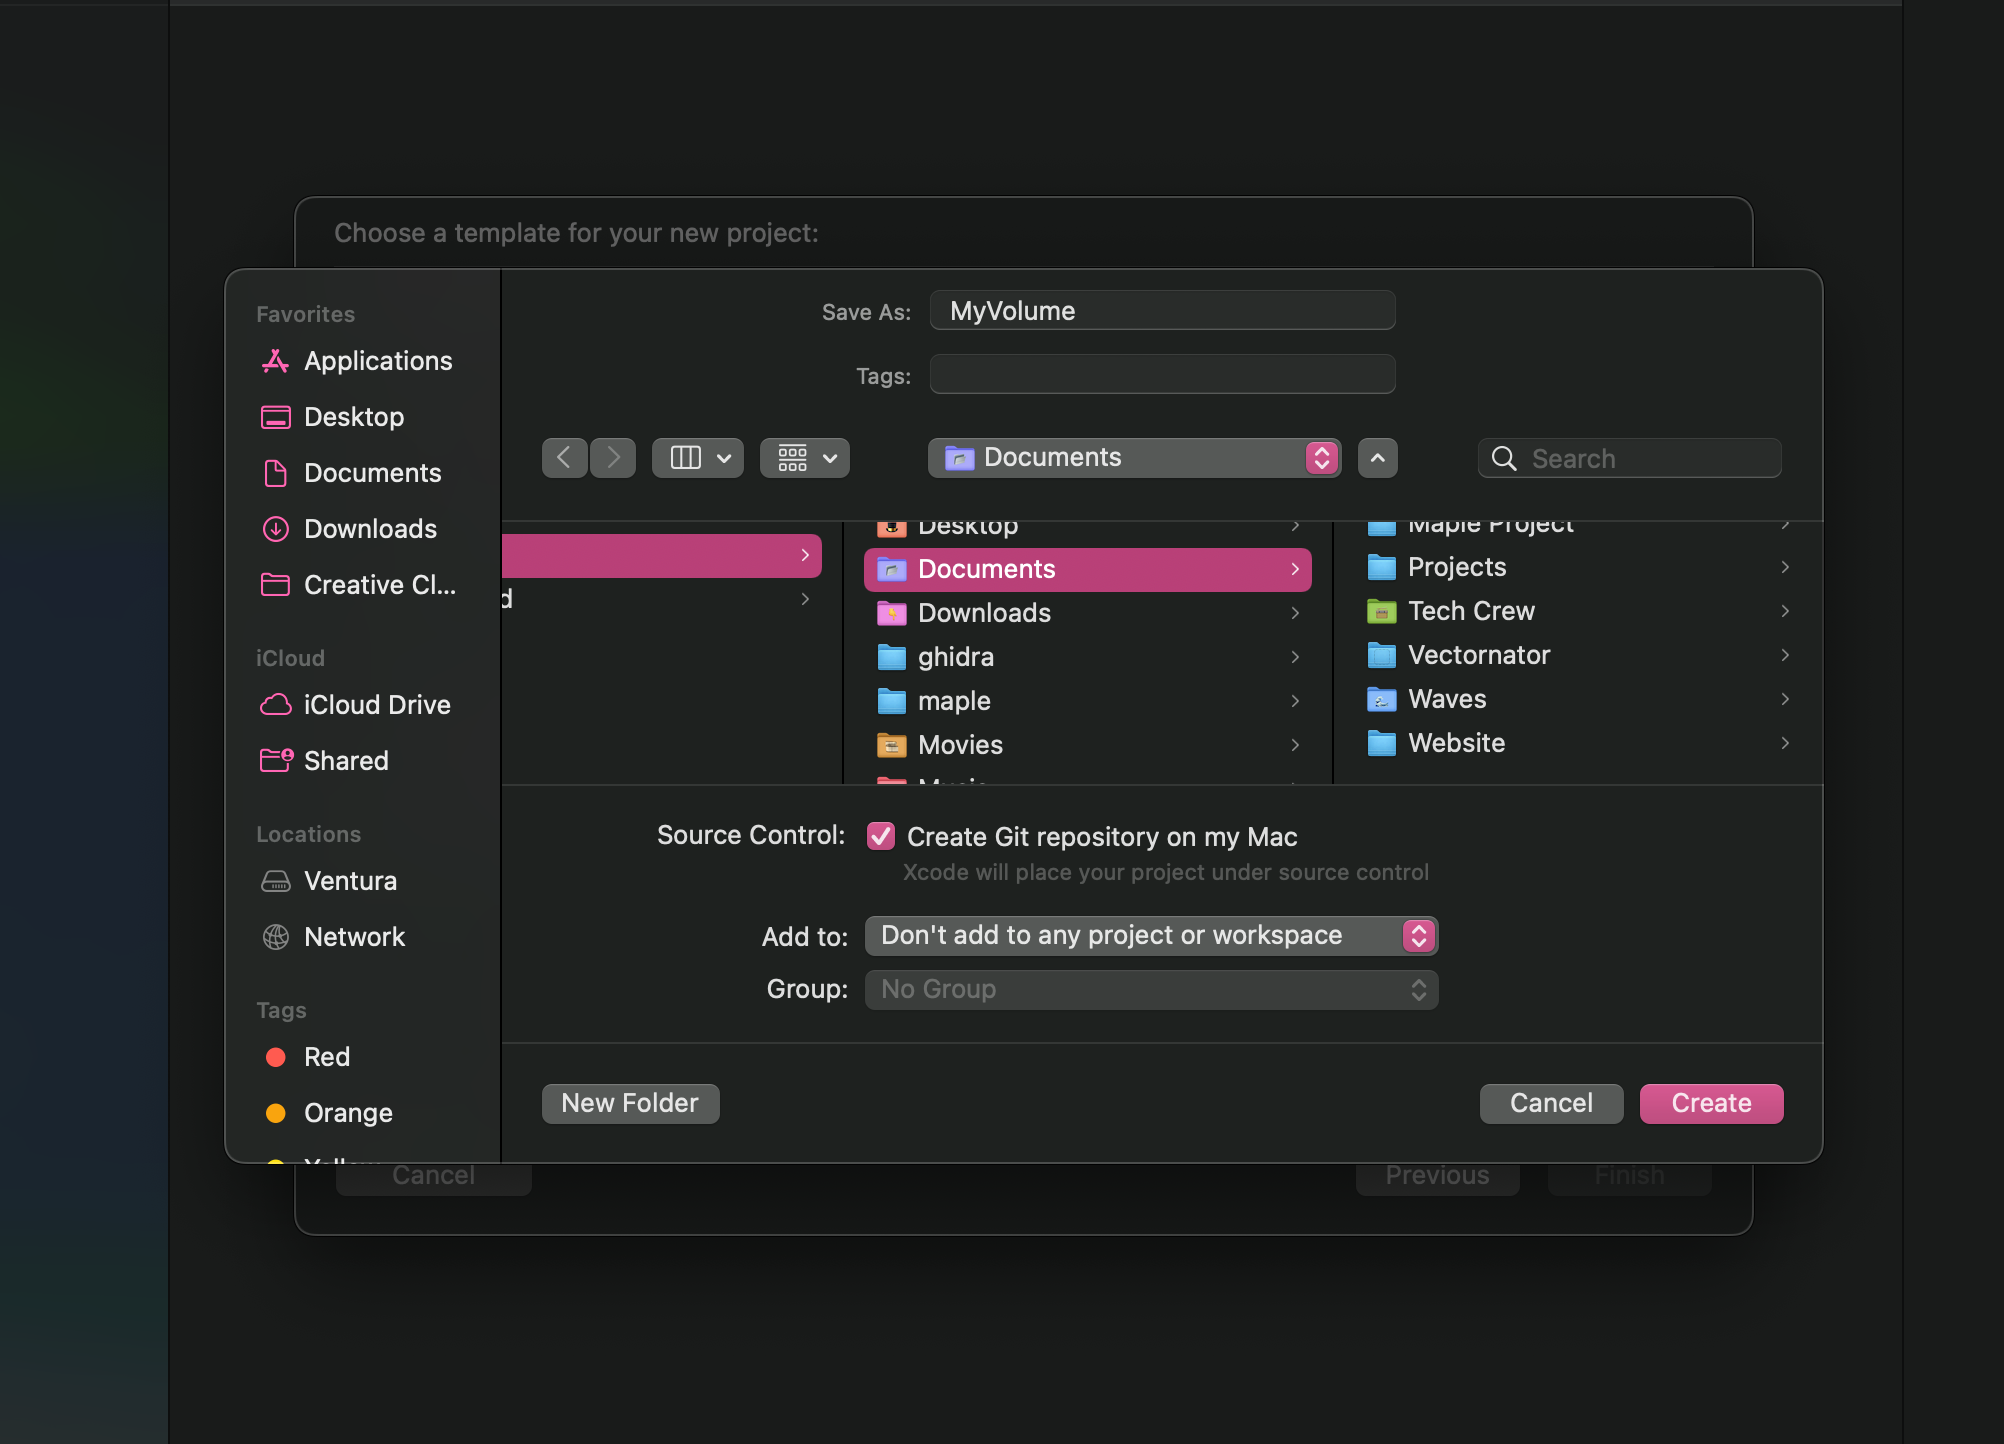 Choose a template for your new project:
Favorites
Applications
Desktop
Documents
Downloads
Creative Cl...
iCloud
iCloud Drive
Shared
Locations
Ventura
Network
Tags
Red
Orange
Yellow
Save As: MyVolume
Tags:
Documents
Search
d
Desktop
Documents
Downloads
ghidra
maple
Movies
Music
Maple Project
Projects
Tech Crew
Vectornator
Waves
Website
Source Control: Create Git repository on my Mac
Xcode will place your project under source control
Add to: Don't add to any project or workspace
Group: No Group
New Folder
Cancel
Create
Cancel
Previous
Finish